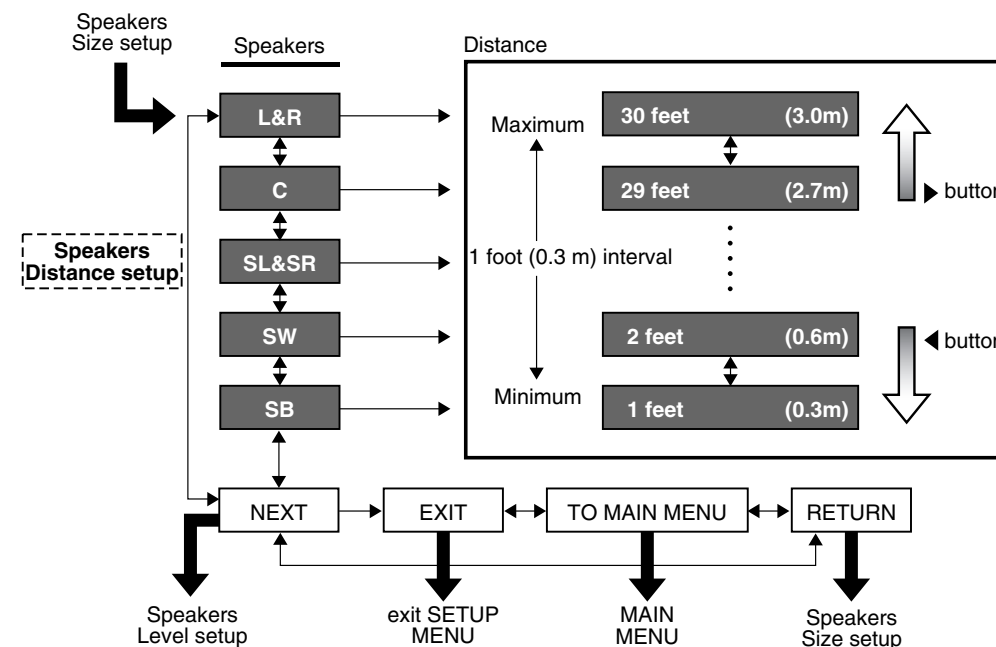 Speakers
Size setup
Speakers
Distance
L&R
C
SL&SR
SW
SB
Speakers
Distance setup
Maximum
1 foot (0.3 m) interval
Minimum
30 feet (3.0m)
29 feet (2.7m)
2 feet (0.6m)
1 feet (0.3m)
button
button
NEXT
EXIT
TO MAIN MENU
RETURN
Speakers
Level setup
exit SETUP
MENU
MAIN
MENU
Speakers
Size setup